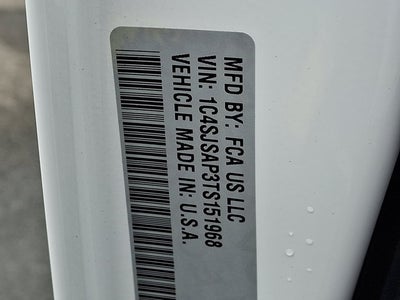 MFD BY: FCA US LLC
VIN: 1C4SJSAP3TS151968
VEHICLE MADE IN: U.S.A.